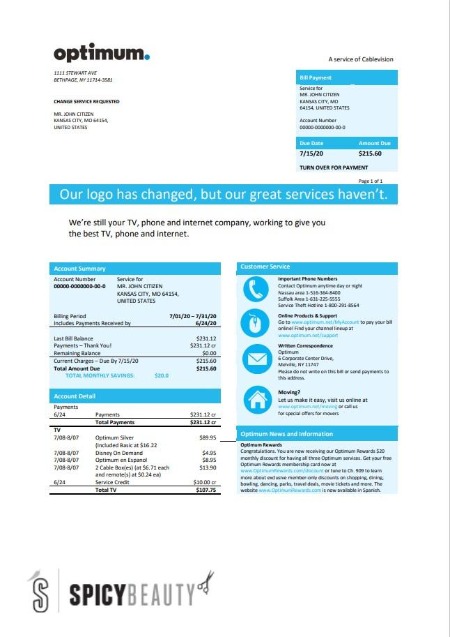 optimum.
A service of Cablevision
1111 STEWART AVE
BETHPAGE, NY 11714-3581
CHANGE SERVICE REQUESTED
MR. JOHN CITIZEN
KANSAS CITY, MO 64154,
UNITED STATES
Bill Payment
Service for
MR. JOHN CITIZEN
KANSAS CITY, MO
64154, UNITED STATES
Account Number
00000-0000000-00-0
Due Date Amount Due
7/15/20 $215.60
TURN OVER FOR PAYMENT
Page 1 of 1
Our logo has changed, but our great services haven't.
We're still your TV, phone and internet company, working to give you
the best TV, phone and internet.
Account Summary
Account Number Service for
00000-0000000-00-0 MR. JOHN CITIZEN
KANSAS CITY, MO 64154,
UNITED STATES
Billing Period 7/01/20 – 7/31/20
Includes Payments Received by 6/24/20
Last Bill Balance $231.12
Payments – Thank You! $231.12 cr
Remaining Balance $0.00
Current Charges – Due By 7/15/20 $215.60
Total Amount Due $215.60
TOTAL MONTHLY SAVINGS: $20.0
Account Detail
Payments
6/24 Payments $231.12 cr
Total Payments $231.12 cr
TV
7/08-8/07 Optimum Silver $89.95
(Included Basic at $16.22
7/08-8/07 Disney On Demand $4.95
7/08-8/07 Optimum en Espanol $8.95
7/08-8/07 2 Cable Box(es) (at $6.71 each $13.90
and remote(s) at $0.24 ea)
6/24 Service Credit $10.00 cr
Total TV $107.75
Customer Service
Important Phone Numbers
Contact Optimum anytime day or night
Nassau area 1-516-364-8400
Suffolk Area 1-631-225-5555
Service Theft Hotline 1-800-291-8564
Online Products & Support
Go to www.optimum.net/MyAccount to pay your bill
online! Find your channel lineup at
www.optimum.net/support
Written Correspondence
Optimum
6 Corporate Center Drive,
Melville, NY 11747
Please do not write on this bill or send payments to
this address.
Moving?
Let us make it easy, visit us online at
www.optimum.net/moving or call us
for special offers for movers.
Optimum News and Information
Optimum Rewards
Congratulations. You are now receiving our Optimum Rewards $20
monthly discount for having all three Optimum services. Get your free
Optimum Rewards membership card now at
www.OptimumRewards.com/discount or tune to Ch. 909 to learn
more about and view member only discounts on shopping, dining,
bowling, dancing, parks, travel deals, movie tickets and more. The
website www.OptimumRewards.com is now available in Spanish.
SPICYBEAUTY